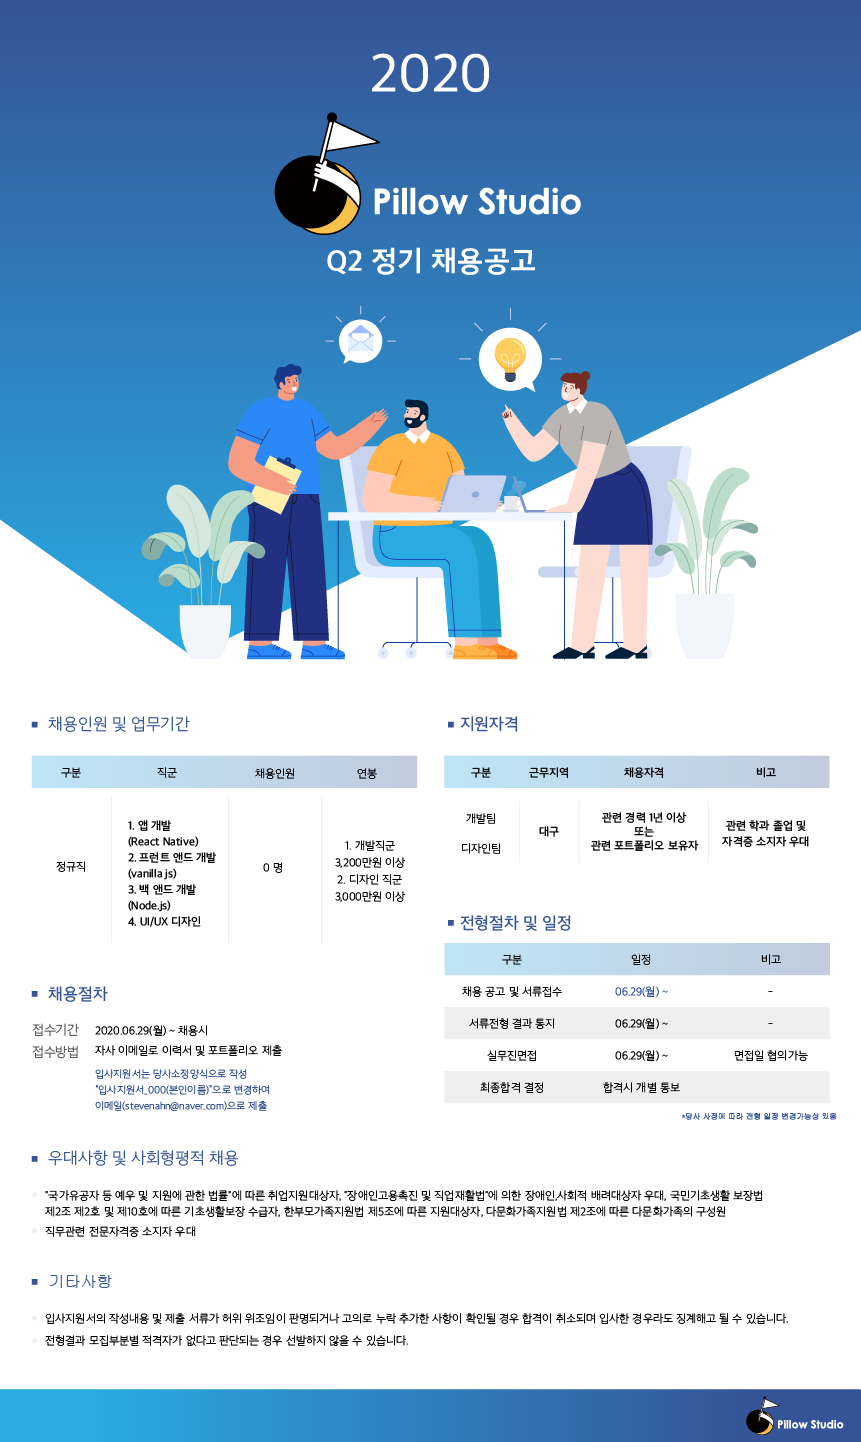 2020
Pillow Studio
Q2 정기 채용공고
채용인원 및 업무기간
구분 직군 채용인원 연봉
정규직
1. 앱 개발
(React Native)
2. 프런트 앤드 개발
(vanilla js)
3. 백 앤드 개발
(Node.js)
4. UI/UX 디자인
0 명
1. 개발직군
3,200만원 이상
2. 디자인 직군
3,000만원 이상
지원자격
구분 근무지역 채용자격 비고
개발팀
디자인팀
대구
관련 경력 1년 이상
또는
관련 포트폴리오 보유자
관련 학과 졸업 및
자격증 소지자 우대
전형절차 및 일정
구분 일정 비고
채용 공고 및 서류접수 06.29(월) ~ -
서류전형 결과 통지 06.29(월) ~ -
실무진면접 06.29(월) ~ 면접일 협의가능
최종합격 결정 합격시 개별 통보
*당사 사정에 따라 전형 일정 변경가능성 있음
채용절차
접수기간 2020.06.29(월) ~ 채용시
접수방법 자사 이메일로 이력서 및 포트폴리오 제출
입사지원서는 당사소정양식으로 작성
"입사지원서_000(본인이름)"으로 변경하여
이메일(stevenahn@naver.com)으로 제출
우대사항 및 사회형평적 채용
"국가유공자 등 예우 및 지원에 관한 법률"에 따른 취업지원대상자, "장애인고용촉진 및 직업재활법"에 의한 장애인,사회적 배려대상자 우대, 국민기초생활 보장법
제2조 제2호 및 제10호에 따른 기초생활보장 수급자, 한부모가족지원법 제5조에 따른 지원대상자, 다문화가족지원법 제2조에 따른 다문화가족의 구성원
직무관련 전문자격증 소지자 우대
기타사항
입사지원서의 작성내용 및 제출 서류가 허위 위조임이 판명되거나 고의로 누락 추가한 사항이 확인될 경우 합격이 취소되며 입사한 경우라도 징계해고 될 수 있습니다.
전형결과 모집부분별 적격자가 없다고 판단되는 경우 선발하지 않을 수 있습니다.
Pillow Studio